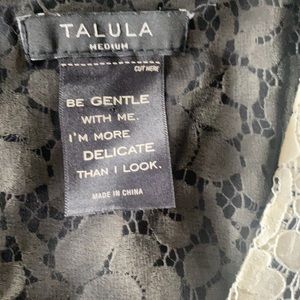 TALULA
MEDIUM
CUT HERE
BE GENTLE
WITH ME.
I'M MORE
DELICATE
THAN I LOOK.
MADE IN CHINA